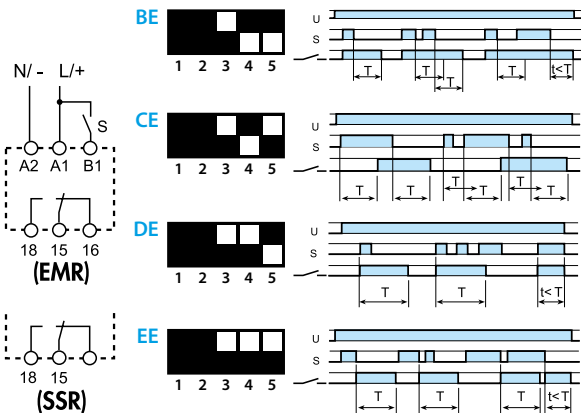 N/ - L/+
S
A2 A1 B1
18 15 16
(EMR)
18 15
(SSR)
BE
1 2 3 4 5
U
S
T T T t<T
T
CE
1 2 3 4 5
U
S
T T
T T T T
DE
1 2 3 4 5
U
S
T T t< T
EE
1 2 3 4 5
U
S
T T T t< T